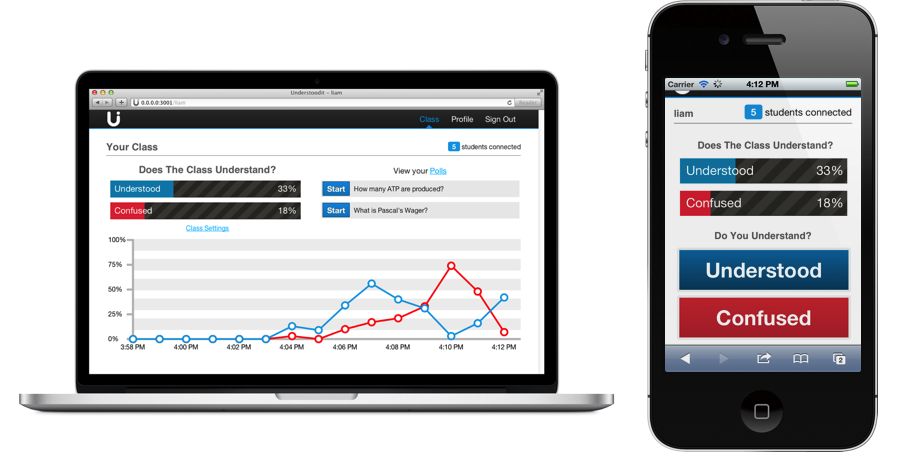 Understoodit – liam
0.0.0.0:3001/liam
Reader
Class Profile Sign Out
Your Class
5 students connected
Does The Class Understand?
Understood 33%
Confused 18%
Class Settings
View your Polls
Start How many ATP are produced?
Start What is Pascal's Wager?
100%
75%
50%
25%
0%
3:58 PM 4:00 PM 4:02 PM 4:04 PM 4:06 PM 4:08 PM 4:10 PM 4:12 PM
Carrier 4:12 PM
liam 5 students connected
Does The Class Understand?
Understood 33%
Confused 18%
Do You Understand?
Understood
Confused
2